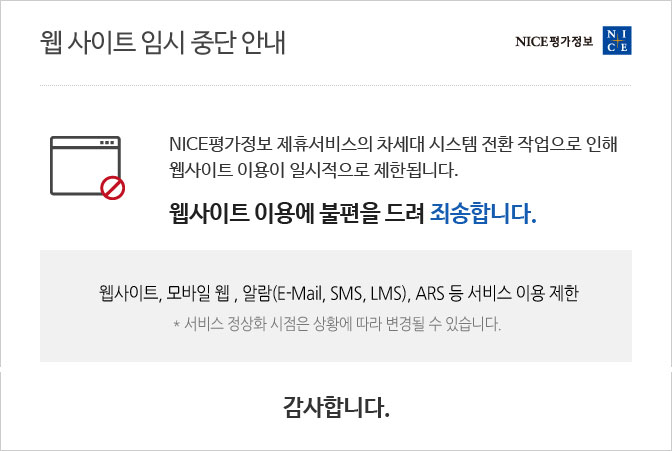 웹 사이트 임시 중단 안내
NICE평가정보
NI
CE
NICE평가정보 제휴서비스의 차세대 시스템 전환 작업으로 인해
웹사이트 이용이 일시적으로 제한됩니다.
웹사이트 이용에 불편을 드려 죄송합니다.
웹사이트, 모바일 웹 , 알람(E-Mail, SMS, LMS), ARS 등 서비스 이용 제한
* 서비스 정상화 시점은 상황에 따라 변경될 수 있습니다.
감사합니다.